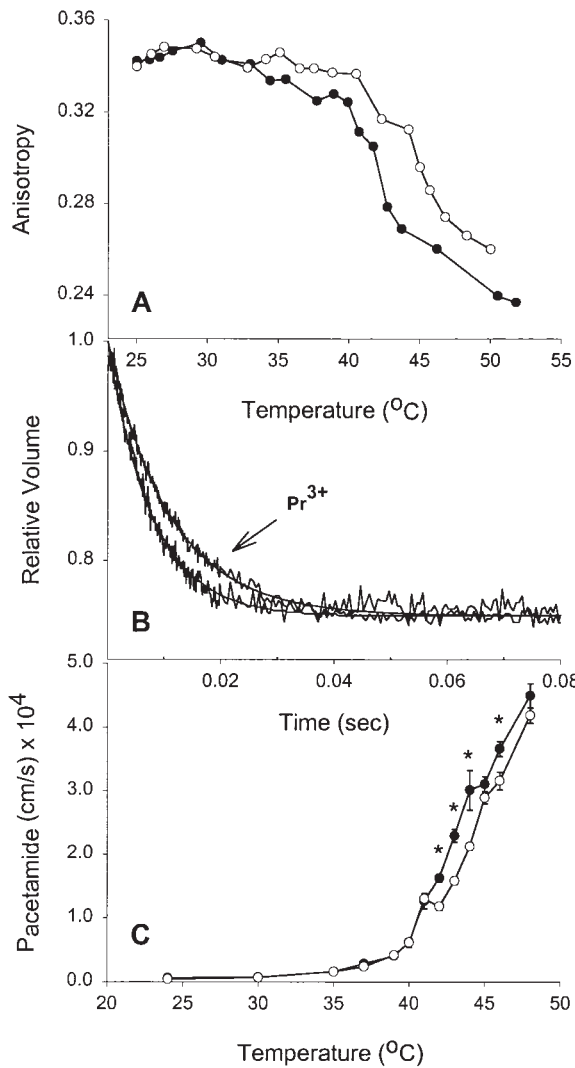 0.36
0.32
0.28
0.24
Anisotropy
A
25 30 35 40 45 50 55
Temperature (°C)
1.0
0.9
0.8
Relative Volume
Pr3+
B
0.02 0.04 0.06 0.08
Time (sec)
5.0
4.0
3.0
2.0
1.0
0.0
Pacetamide (cm/s) x 104
* * * * *
C
20 25 30 35 40 45 50 55
Temperature (°C)